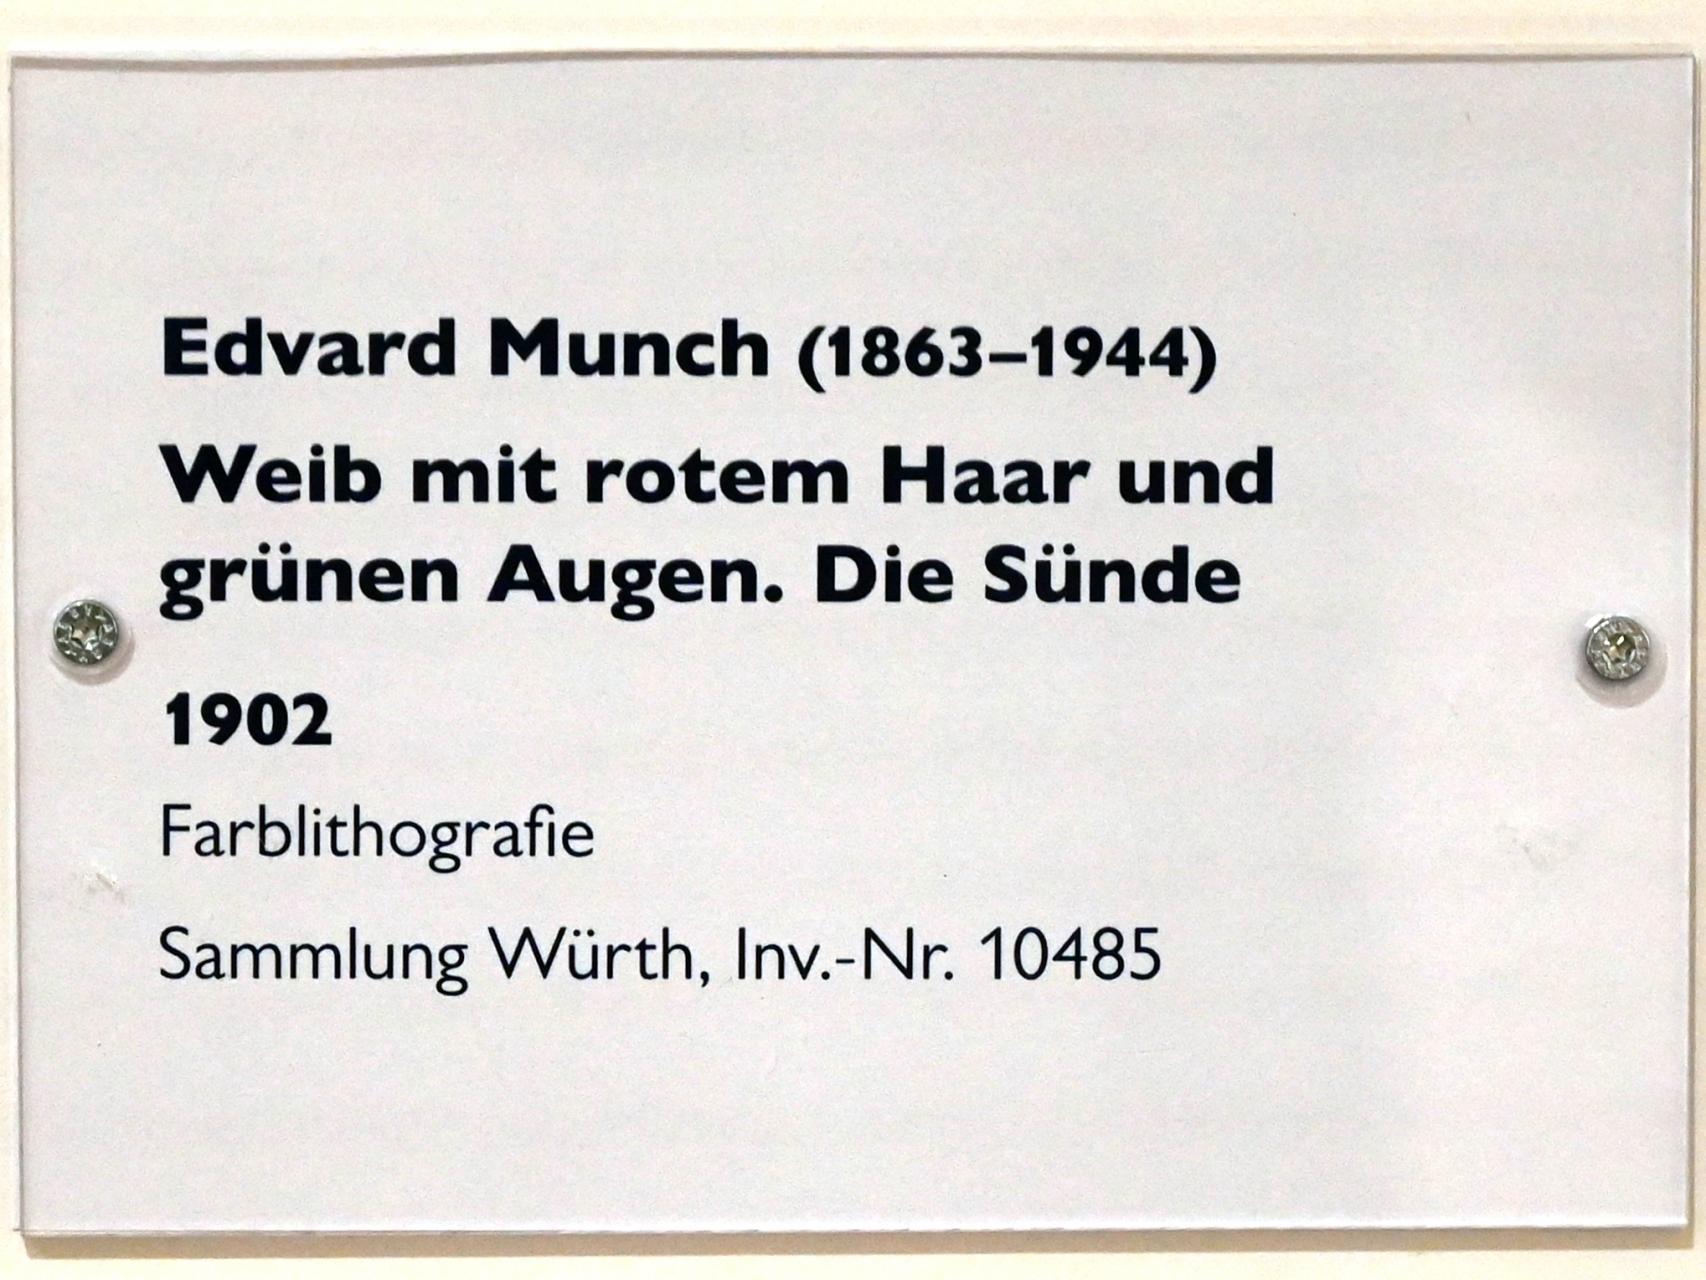 Edvard Munch (1863–1944)
Weib mit rotem Haar und
grünen Augen. Die Sünde
1902
Farblithografie
Sammlung Würth, Inv.-Nr. 10485